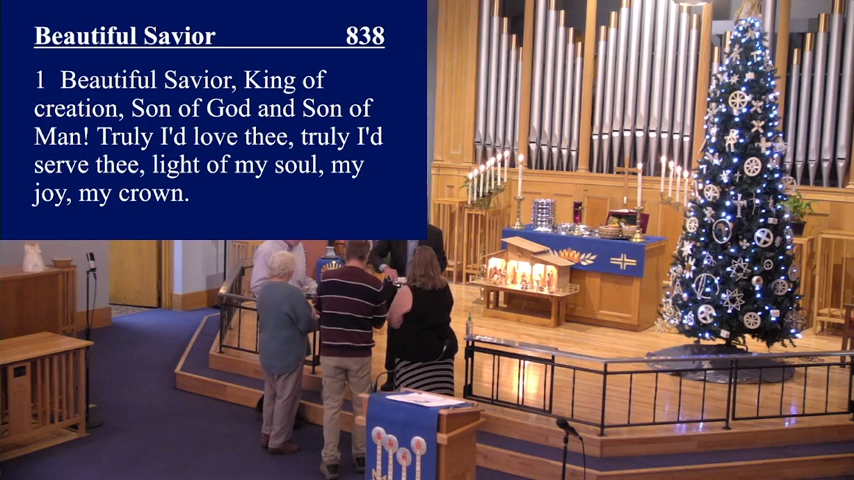 Beautiful Savior 838
1 Beautiful Savior, King of
creation, Son of God and Son of
Man! Truly I'd love thee, truly I'd
serve thee, light of my soul, my
joy, my crown.